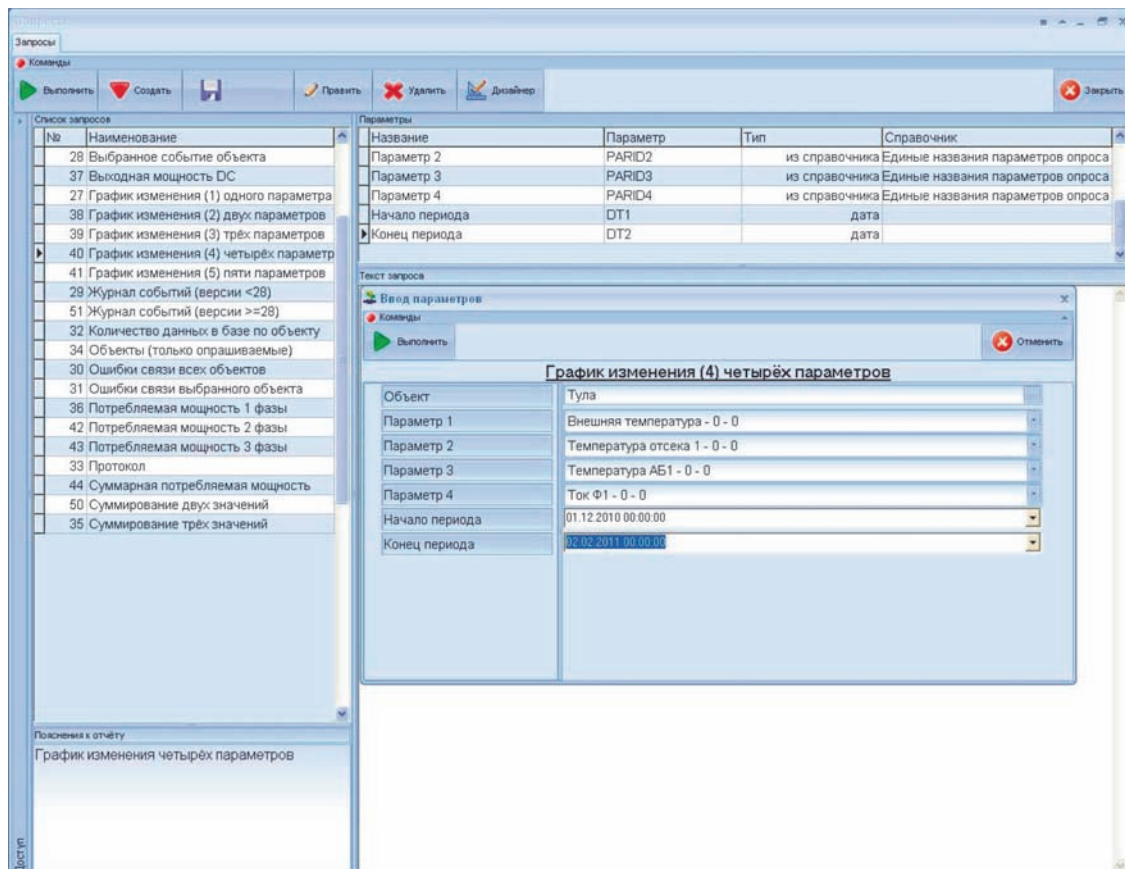 Запросы
Запросы
Команды
Выполнить Создать Править Удалить Дизайнер Закрыть
Список запросов
№ Наименование
28 Выбранное событие объекта
37 Выходная мощность DC
27 График изменения (1) одного параметра
38 График изменения (2) двух параметров
39 График изменения (3) трёх параметров
40 График изменения (4) четырёх параметр
41 График изменения (5) пяти параметров
29 Журнал событий (версии <28)
51 Журнал событий (версии >=28)
32 Количество данных в базе по объекту
34 Объекты (только опрашиваемые)
30 Ошибки связи всех объектов
31 Ошибки связи выбранного объекта
36 Потребляемая мощность 1 фазы
42 Потребляемая мощность 2 фазы
43 Потребляемая мощность 3 фазы
33 Протокол
44 Суммарная потребляемая мощность
50 Суммирование двух значений
35 Суммирование трёх значений
Пояснения к отчёту
График изменения четырёх параметров
Доступ
Параметры
Название Параметр Тип Справочник
Параметр 2 PARID2 из справочника Единые названия параметров опроса
Параметр 3 PARID3 из справочника Единые названия параметров опроса
Параметр 4 PARID4 из справочника Единые названия параметров опроса
Начало периода DT1 дата
Конец периода DT2 дата
Текст запроса
Ввод параметров
Команды
Выполнить Отменить
График изменения (4) четырёх параметров
Объект Тула
Параметр 1 Внешняя температура - 0 - 0
Параметр 2 Температура отсека 1 - 0 - 0
Параметр 3 Температура АБ1 - 0 - 0
Параметр 4 Ток Ф1 - 0 - 0
Начало периода 01.12.2010 00:00:00
Конец периода 02.02.2011 00:00:00